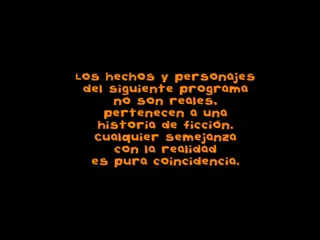 Los hechos y personajes
del siguiente programa
no son reales,
pertenecen a una
historia de ficción.
cualquier semejanza
con la realidad
es pura coincidencia.